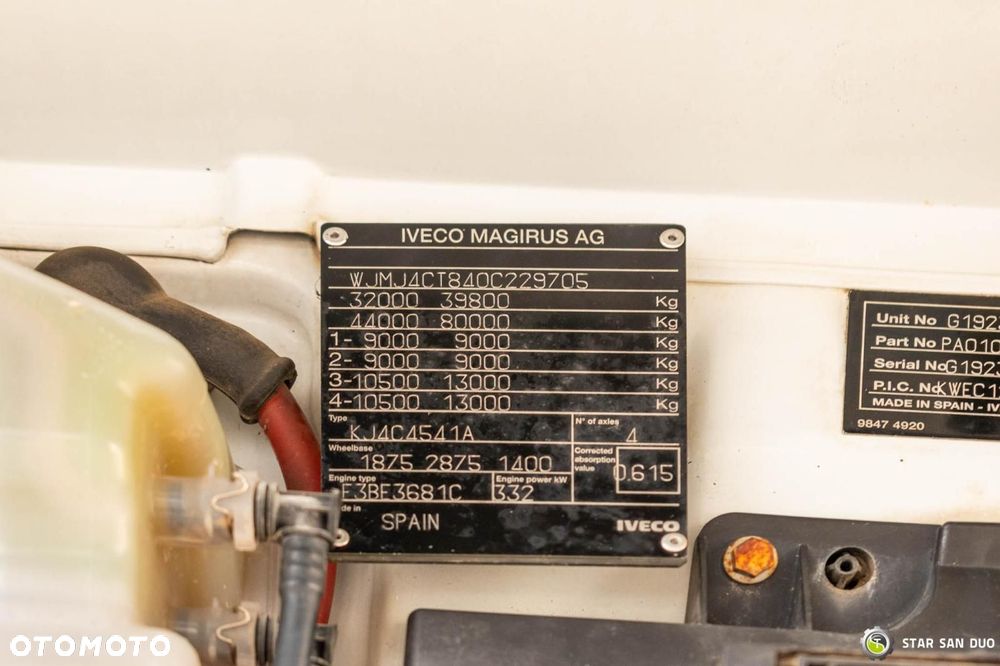 IVECO MAGIRUS AG
WJMJ4CT840C229705
32000 39800 Kg
44000 80000 Kg
1- 9000 9000 Kg
2- 9000 9000 Kg
3-10500 13000 Kg
4-10500 13000 Kg
Type KJ4C4541A N° of axles 4
Wheelbase 1875 2875 1400 Corrected absorption value 0.615
Engine type F3BE3681C Engine power kW 332
SPAIN IVECO
Unit No G192
Part No PA010
Serial No G1923
P.I.C. No KWEC1
MADE IN SPAIN - IV
9847 4920
OTOMOTO
STAR SAN DUO